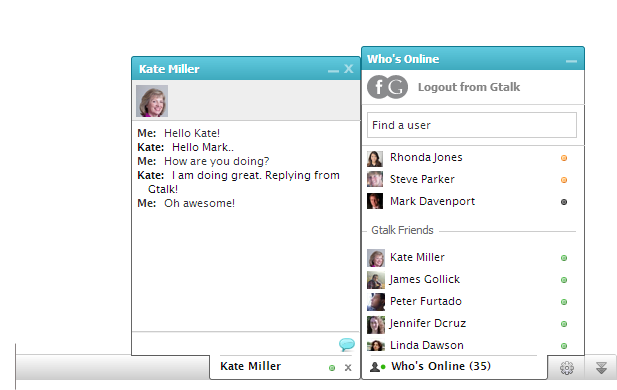 Kate Miller
Me: Hello Kate!
Kate: Hello Mark..
Me: How are you doing?
Kate: I am doing great. Replying from
Gtalk!
Me: Oh awesome!
Kate Miller
x
Who's Online
f G Logout from Gtalk
Find a user
Rhonda Jones
Steve Parker
Mark Davenport
Gtalk Friends
Kate Miller
James Gollick
Peter Furtado
Jennifer Dcruz
Linda Dawson
Who's Online (35)